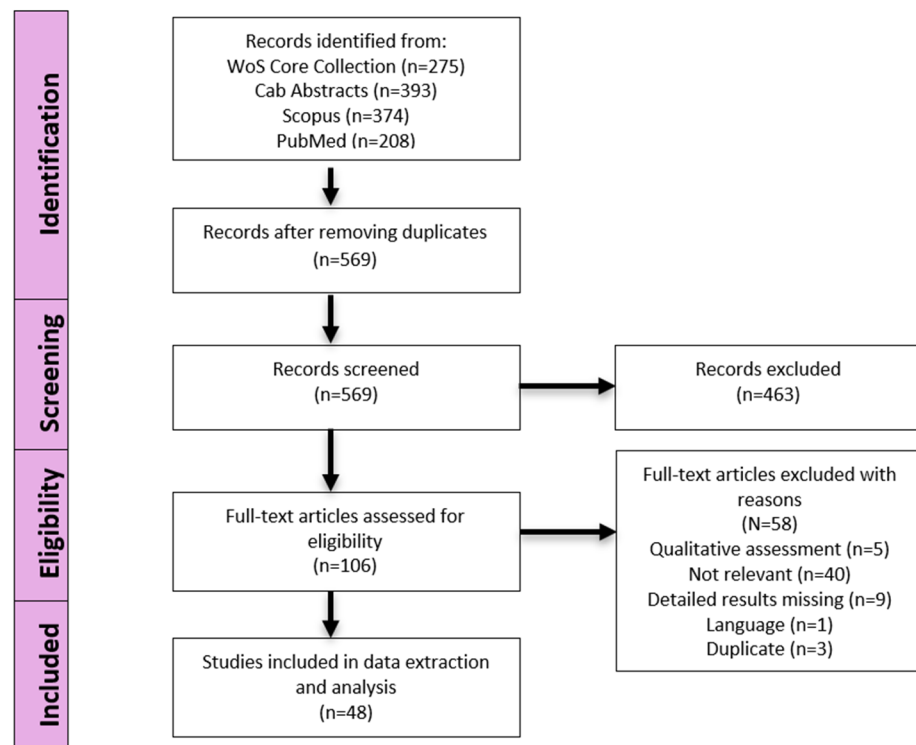 Identification
Records identified from:
WoS Core Collection (n=275)
Cab Abstracts (n=393)
Scopus (n=374)
PubMed (n=208)
Records after removing duplicates
(n=569)
Screening
Records screened
(n=569)
Records excluded
(n=463)
Eligibility
Full-text articles assessed for
eligibility
(n=106)
Full-text articles excluded with
reasons
(N=58)
Qualitative assessment (n=5)
Not relevant (n=40)
Detailed results missing (n=9)
Language (n=1)
Duplicate (n=3)
Included
Studies included in data extraction
and analysis
(n=48)